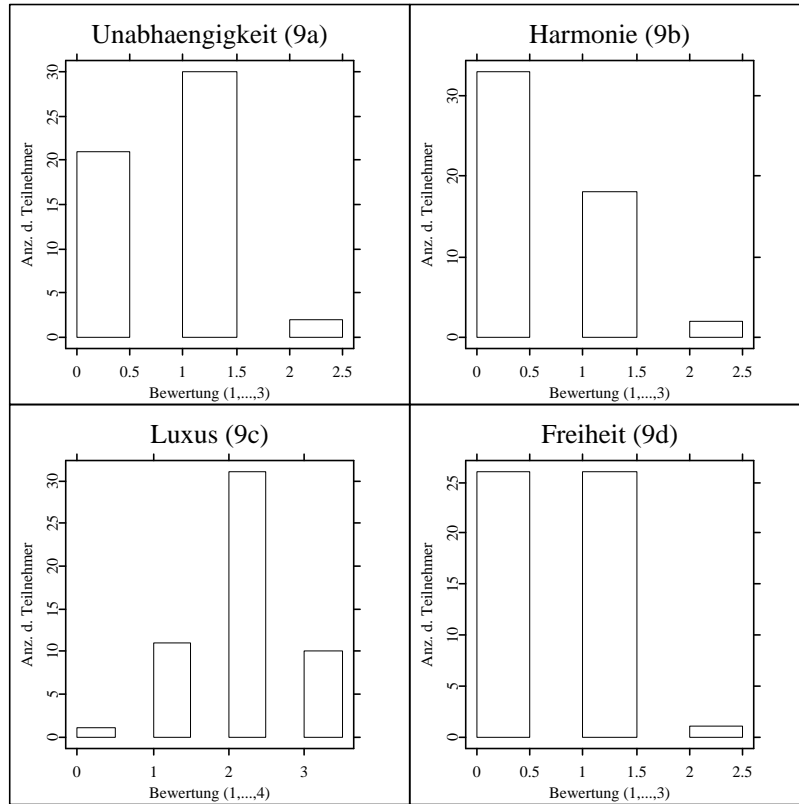 Unabhaengigkeit (9a)
Anz. d. Teilnehmer
0 5 10 15 20 25 30
0 0.5 1 1.5 2 2.5
Bewertung (1,...,3)
Harmonie (9b)
Anz. d. Teilnehmer
0 10 20 30
0 0.5 1 1.5 2 2.5
Bewertung (1,...,3)
Luxus (9c)
Anz. d. Teilnehmer
0 5 10 15 20 25 30
0 1 2 3
Bewertung (1,...,4)
Freiheit (9d)
Anz. d. Teilnehmer
0 5 10 15 20 25
0 0.5 1 1.5 2 2.5
Bewertung (1,...,3)